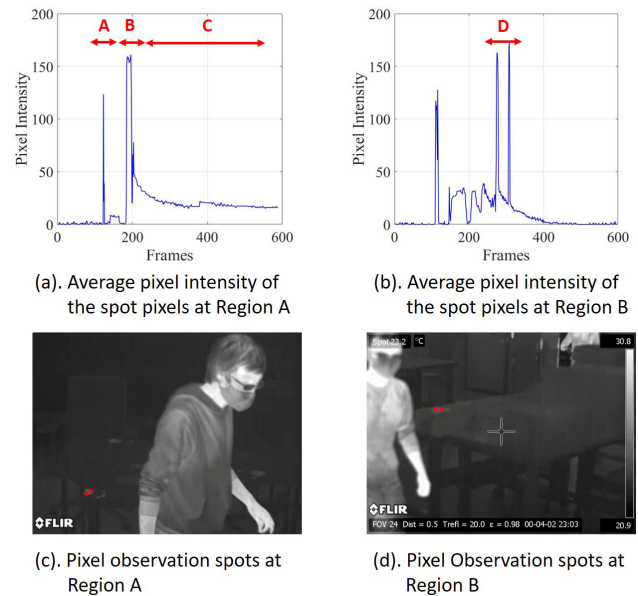 A B C
200
150
100
50
0
0 200 400 600
Pixel Intensity
Frames
(a). Average pixel intensity of
the spot pixels at Region A
D
200
150
100
50
0
0 200 400 600
Pixel Intensity
Frames
(b). Average pixel intensity of
the spot pixels at Region B
FLIR
(c). Pixel observation spots at
Region A
Spot 23.2 °C
30.8
FLIR
FOV 24 Dist = 0.5 Trefl = 20.0 ε = 0.98 00-04-02 23:03
20.9
(d). Pixel Observation spots at
Region B